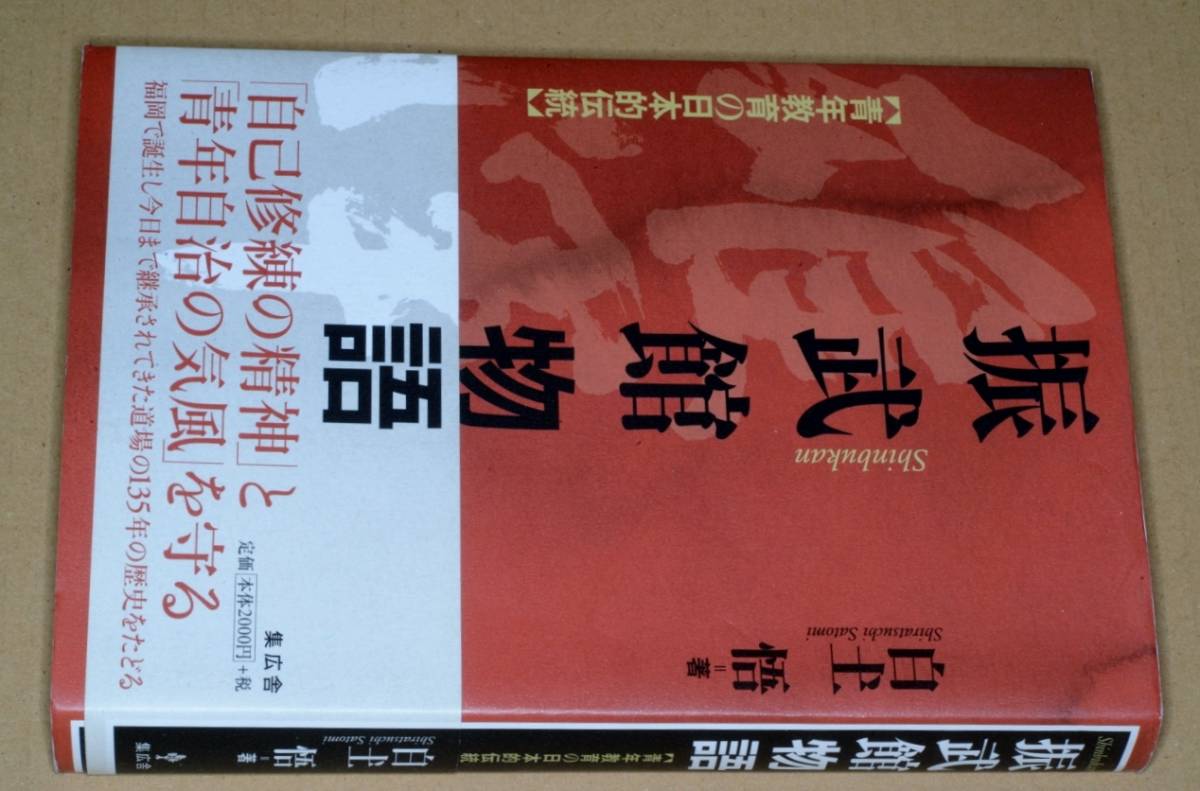 【青年教育の日本的伝統】
振武館物語
Shinbukan
白土 悟=著
Shiratsuchi Satomi
「自己修練の精神」と
「青年自治の気風」を守る
福岡で誕生し今日まで継承されてきた道場の135年の歴史をたどる
集広舎
定価 本体2000円+税
振武館物語
【青年教育の日本的伝統】
白土 悟=著
Shiratsuchi Satomi
集広舎